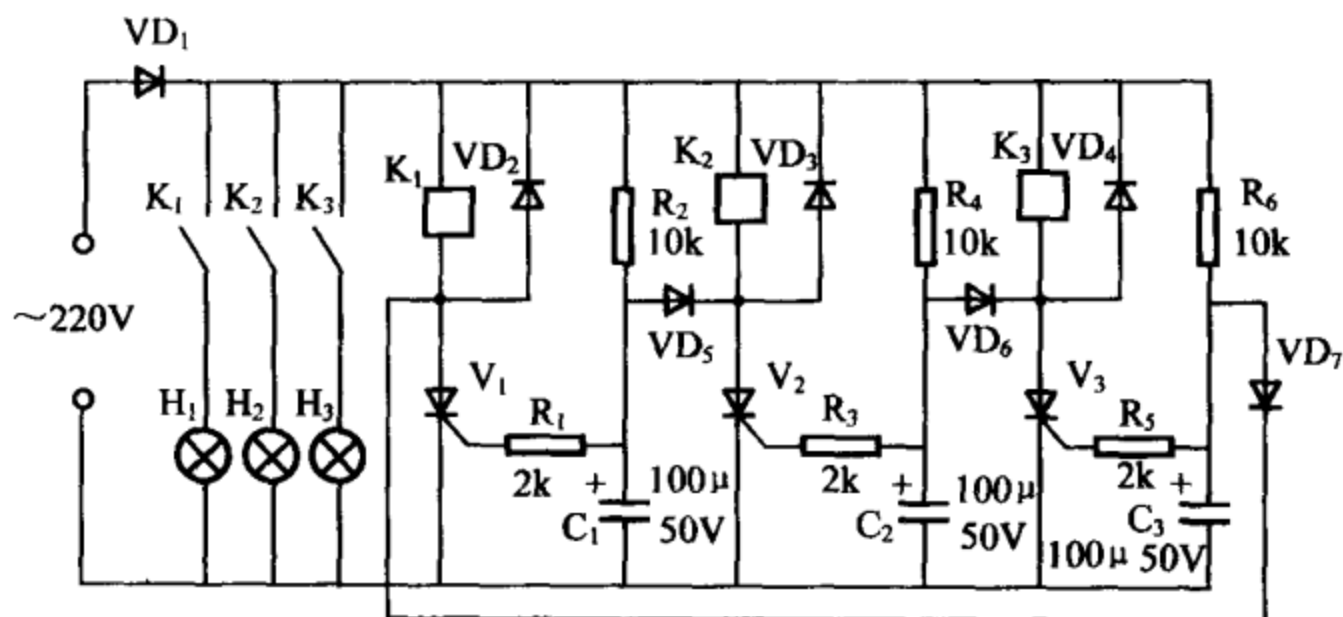 VD₁
K₁
VD₂
K₂
VD₃
K₃
VD₄
K₁
K₂
K₃
R₂
10k
R₄
10k
R₆
10k
～220V
VD₅
VD₆
VD₇
H₁
H₂
H₃
V₁
R₁
2k
V₂
R₃
2k
V₃
R₅
2k
+
C₁
100μ
50V
+
C₂
100μ
50V
+
C₃
100μ
50V